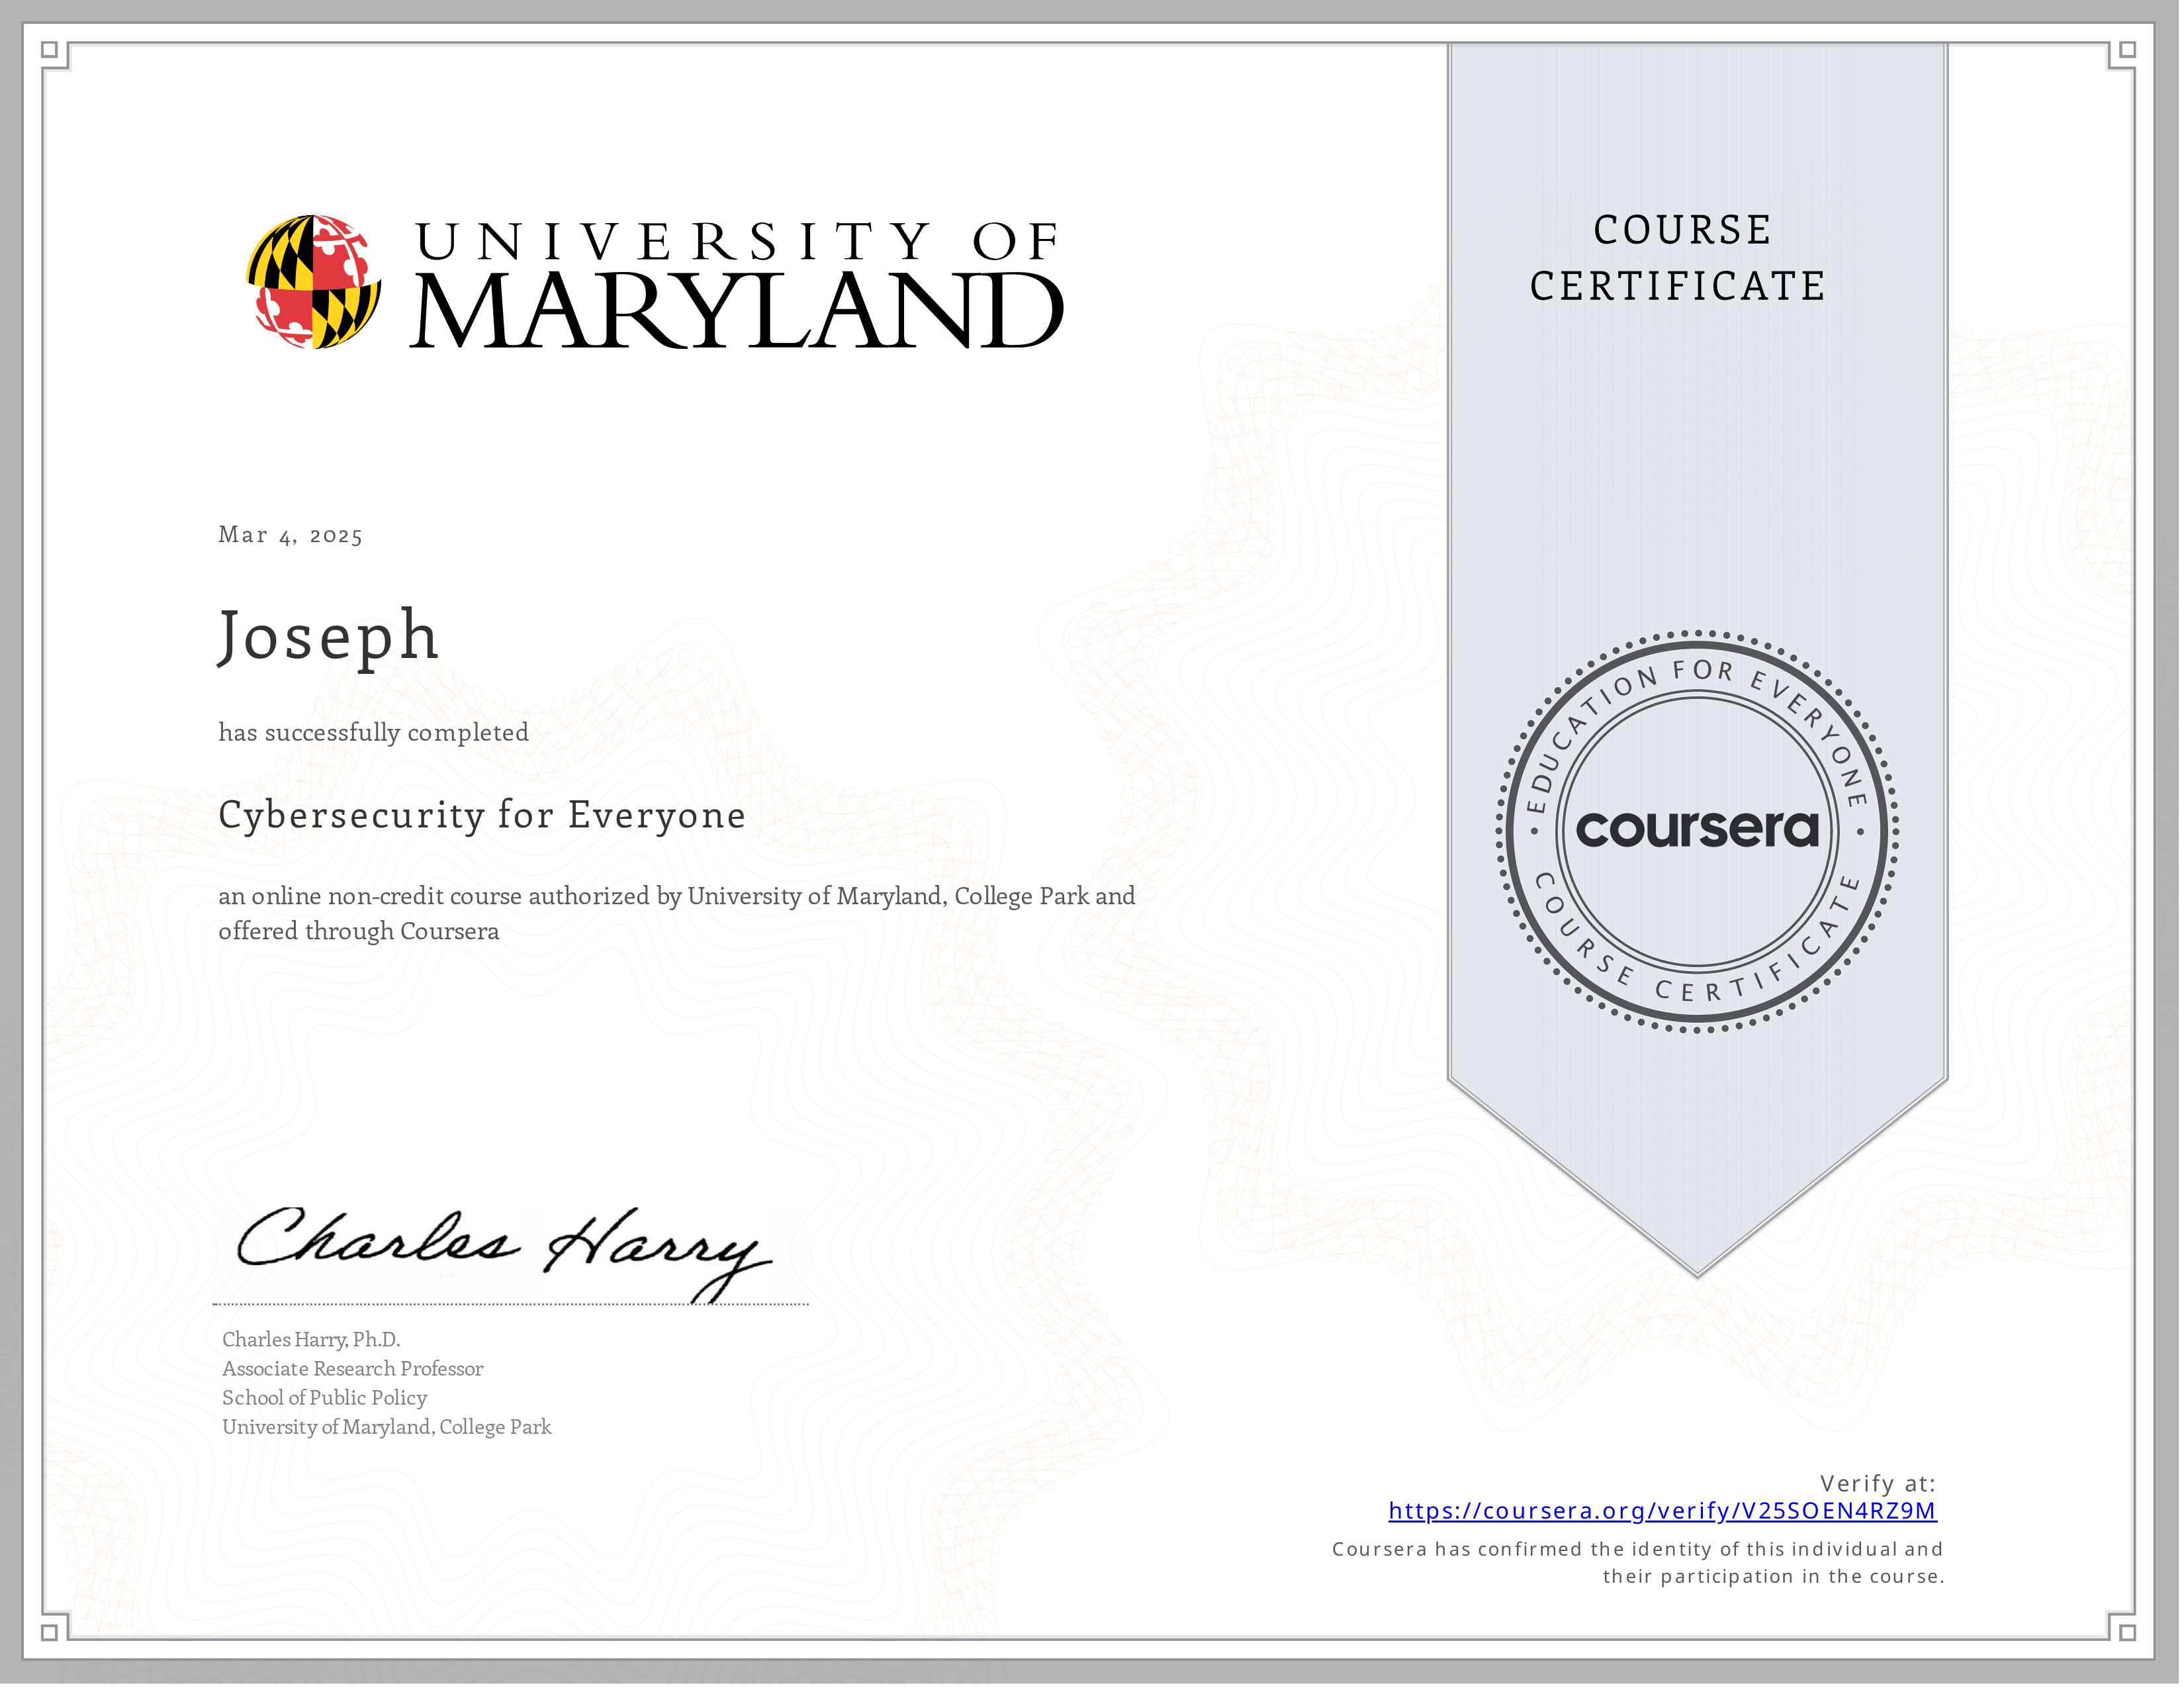 UNIVERSITY OF
MARYLAND
COURSE
CERTIFICATE
Mar 4, 2025
Joseph
has successfully completed
Cybersecurity for Everyone
an online non-credit course authorized by University of Maryland, College Park and
offered through Coursera
EDUCATION FOR EVERYONE
coursera
COURSE CERTIFICATE
Charles Harry
Charles Harry, Ph.D.
Associate Research Professor
School of Public Policy
University of Maryland, College Park
Verify at:
https://coursera.org/verify/V25SOEN4RZ9M
Coursera has confirmed the identity of this individual and
their participation in the course.